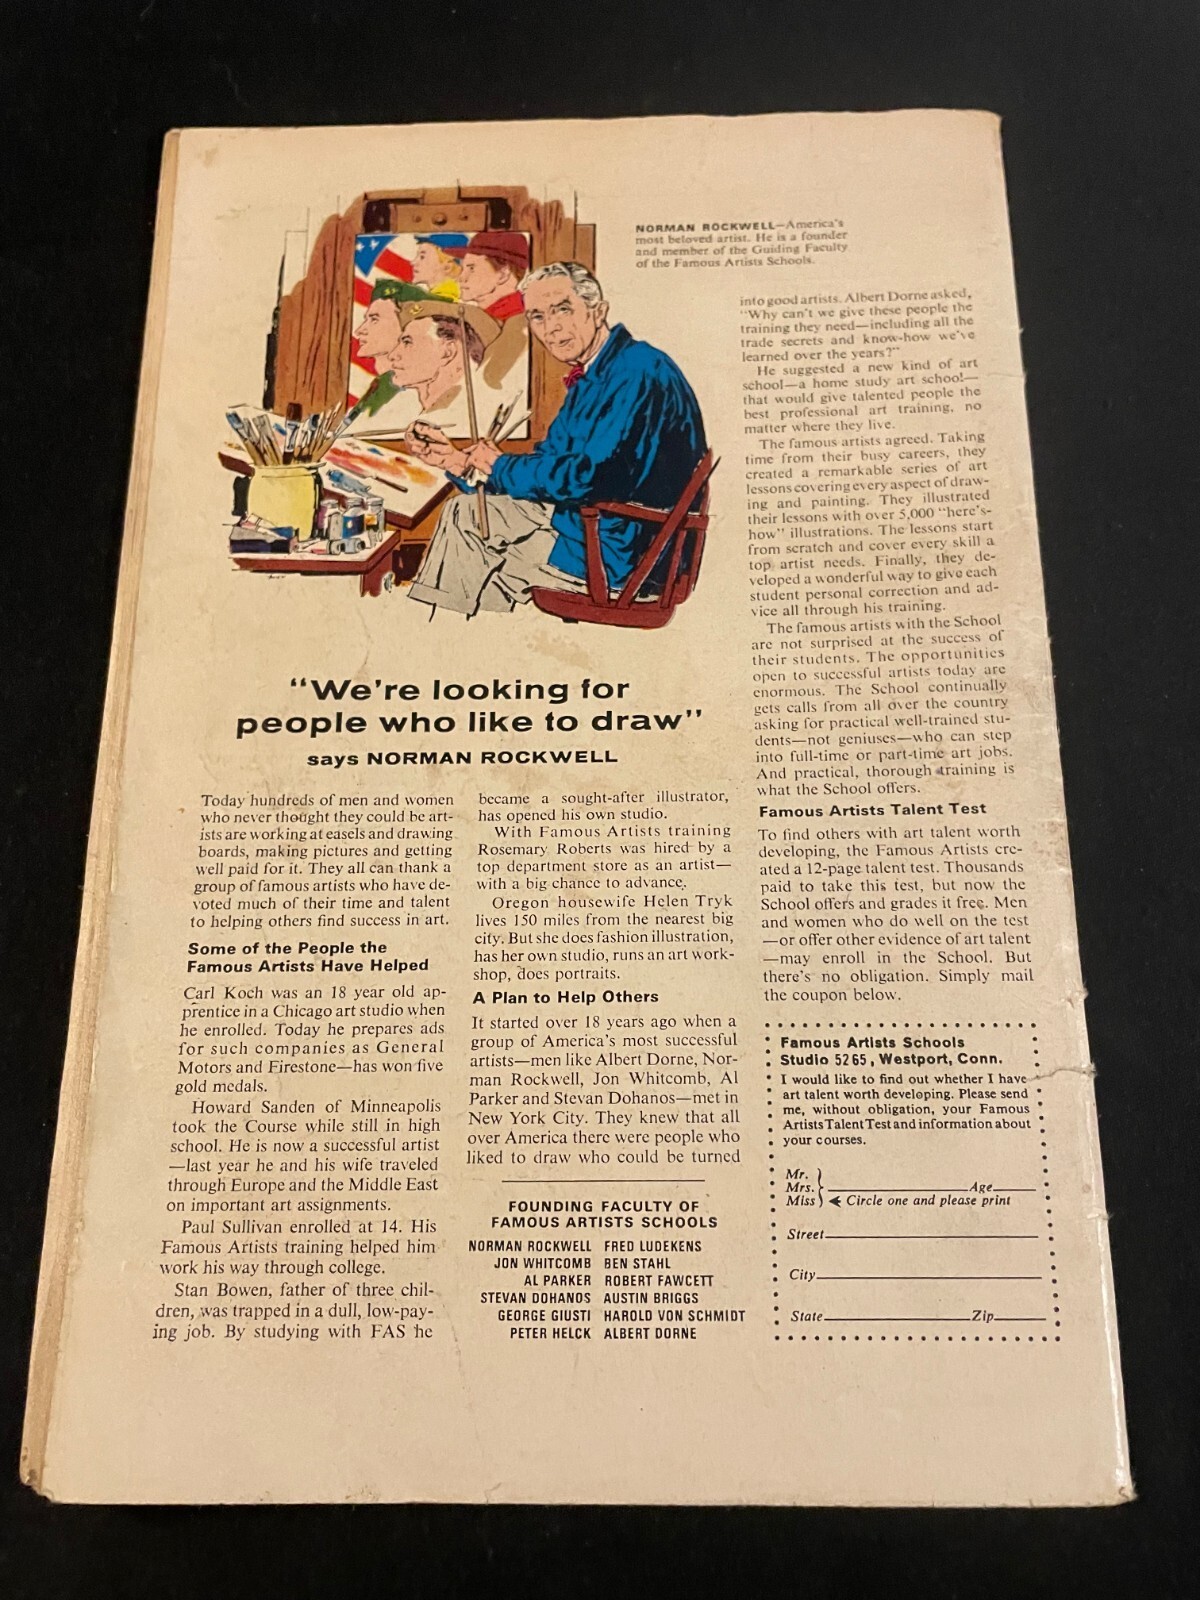 NORMAN ROCKWELL—America's
most beloved artist. He is a founder
and member of the Guiding Faculty
of the Famous Artists Schools.
"We're looking for
people who like to draw"
says NORMAN ROCKWELL
Today hundreds of men and women
who never thought they could be art-
ists are working at easels and drawing
boards, making pictures and getting
well paid for it. They all can thank a
group of famous artists who have de-
voted much of their time and talent
to helping others find success in art.
Some of the People the
Famous Artists Have Helped
Carl Koch was an 18 year old ap-
prentice in a Chicago art studio when
he enrolled. Today he prepares ads
for such companies as General
Motors and Firestone—has won five
gold medals.
Howard Sanden of Minneapolis
took the Course while still in high
school. He is now a successful artist
—last year he and his wife traveled
through Europe and the Middle East
on important art assignments.
Paul Sullivan enrolled at 14. His
Famous Artists training helped him
work his way through college.
Stan Bowen, father of three chil-
dren, was trapped in a dull, low-pay-
ing job. By studying with FAS he
became a sought-after illustrator,
has opened his own studio.
With Famous Artists training
Rosemary Roberts was hired by a
top department store as an artist—
with a big chance to advance.
Oregon housewife Helen Tryk
lives 150 miles from the nearest big
city. But she does fashion illustration,
has her own studio, runs an art work-
shop, does portraits.
A Plan to Help Others
It started over 18 years ago when a
group of America's most successful
artists—men like Albert Dorne, Nor-
man Rockwell, Jon Whitcomb, Al
Parker and Stevan Dohanos—met in
New York City. They knew that all
over America there were people who
liked to draw who could be turned
into good artists. Albert Dorne asked,
"Why can't we give these people the
training they need—including all the
trade secrets and know-how we've
learned over the years?"
He suggested a new kind of art
school—a home study art school—
that would give talented people the
best professional art training, no
matter where they live.
The famous artists agreed. Taking
time from their busy careers, they
created a remarkable series of art
lessons covering every aspect of draw-
ing and painting. They illustrated
their lessons with over 5,000 "here's-
how" illustrations. The lessons start
from scratch and cover every skill a
top artist needs. Finally, they de-
veloped a wonderful way to give each
student personal correction and ad-
vice all through his training.
The famous artists with the School
are not surprised at the success of
their students. The opportunities
open to successful artists today are
enormous. The School continually
gets calls from all over the country
asking for practical well-trained stu-
dents—not geniuses—who can step
into full-time or part-time art jobs.
And practical, thorough training is
what the School offers.
Famous Artists Talent Test
To find others with art talent worth
developing, the Famous Artists cre-
ated a 12-page talent test. Thousands
paid to take this test, but now the
School offers and grades it free. Men
and women who do well on the test
—or offer other evidence of art talent
—may enroll in the School. But
there's no obligation. Simply mail
the coupon below.
FOUNDING FACULTY OF
FAMOUS ARTISTS SCHOOLS
NORMAN ROCKWELL FRED LUDEKENS
JON WHITCOMB BEN STAHL
AL PARKER ROBERT FAWCETT
STEVAN DOHANOS AUSTIN BRIGGS
GEORGE GIUSTI HAROLD VON SCHMIDT
PETER HELCK ALBERT DORNE
Famous Artists Schools
Studio 5265, Westport, Conn.
I would like to find out whether I have
art talent worth developing. Please send
me, without obligation, your Famous
Artists Talent Test and information about
your courses.
Mr.
Mrs. Age
Miss Circle one and please print
Street
City
State Zip